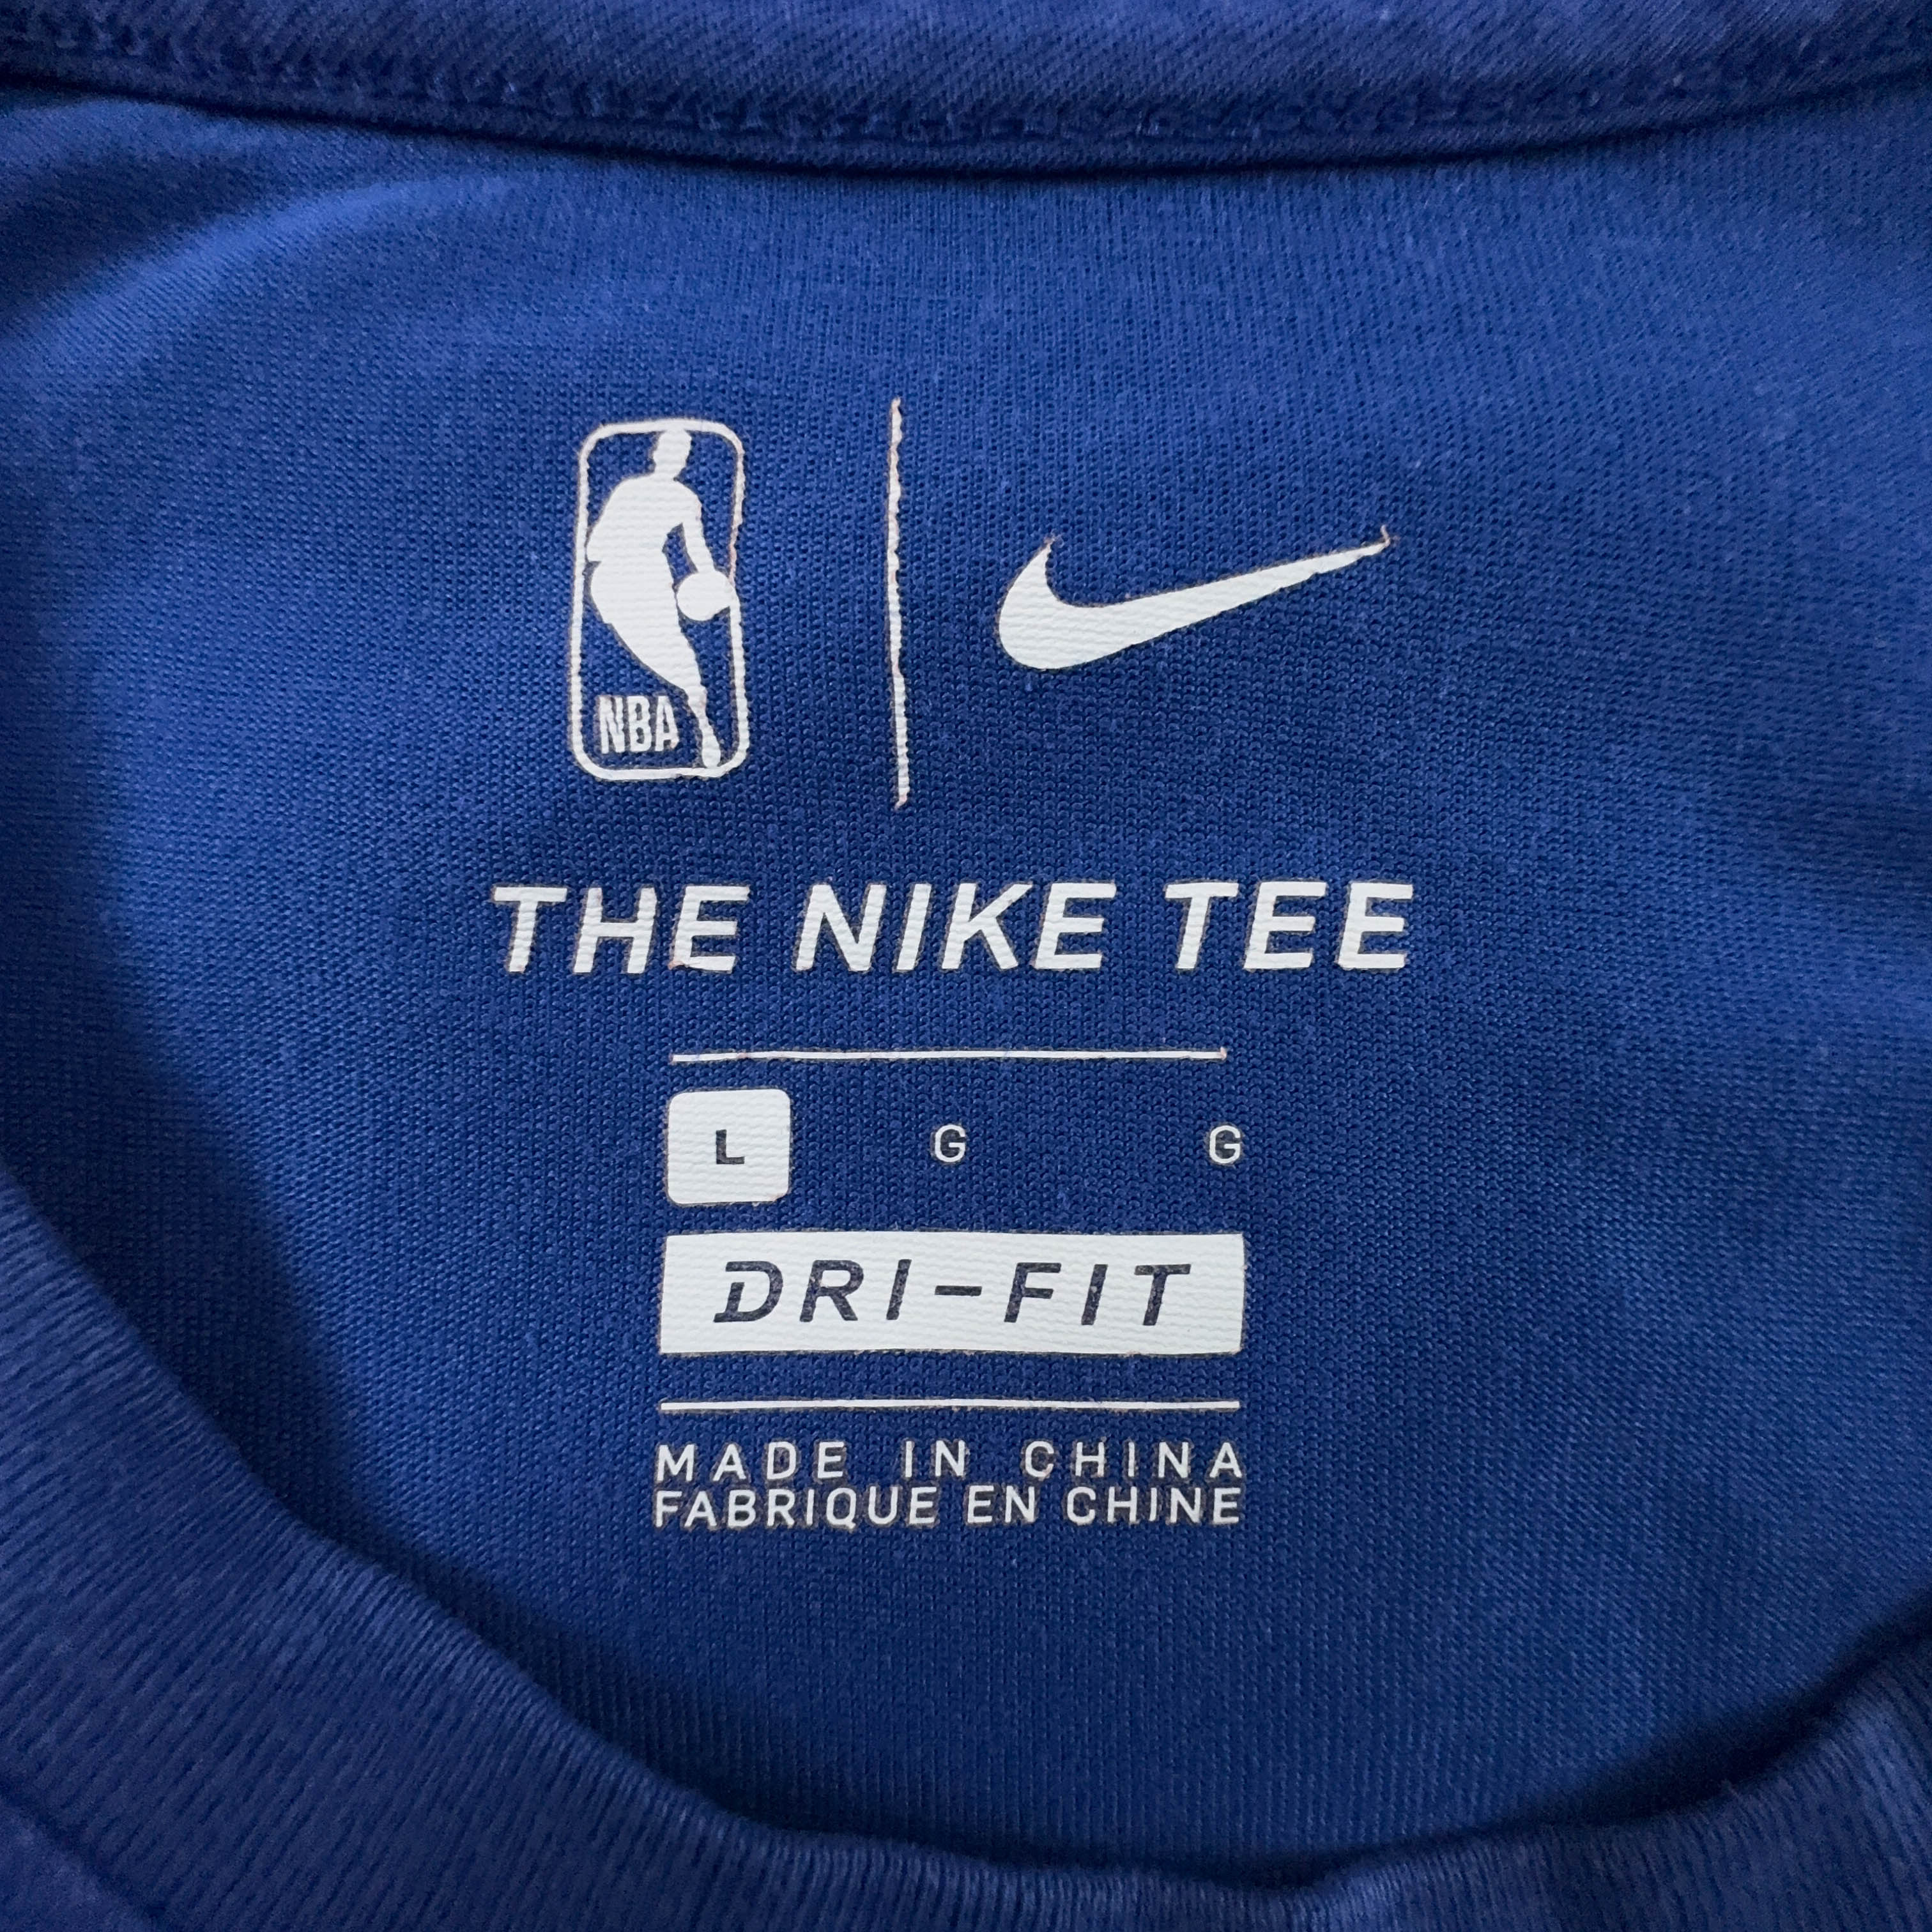 NBA
THE NIKE TEE
L G G
DRI-FIT
MADE IN CHINA
FABRIQUE EN CHINE